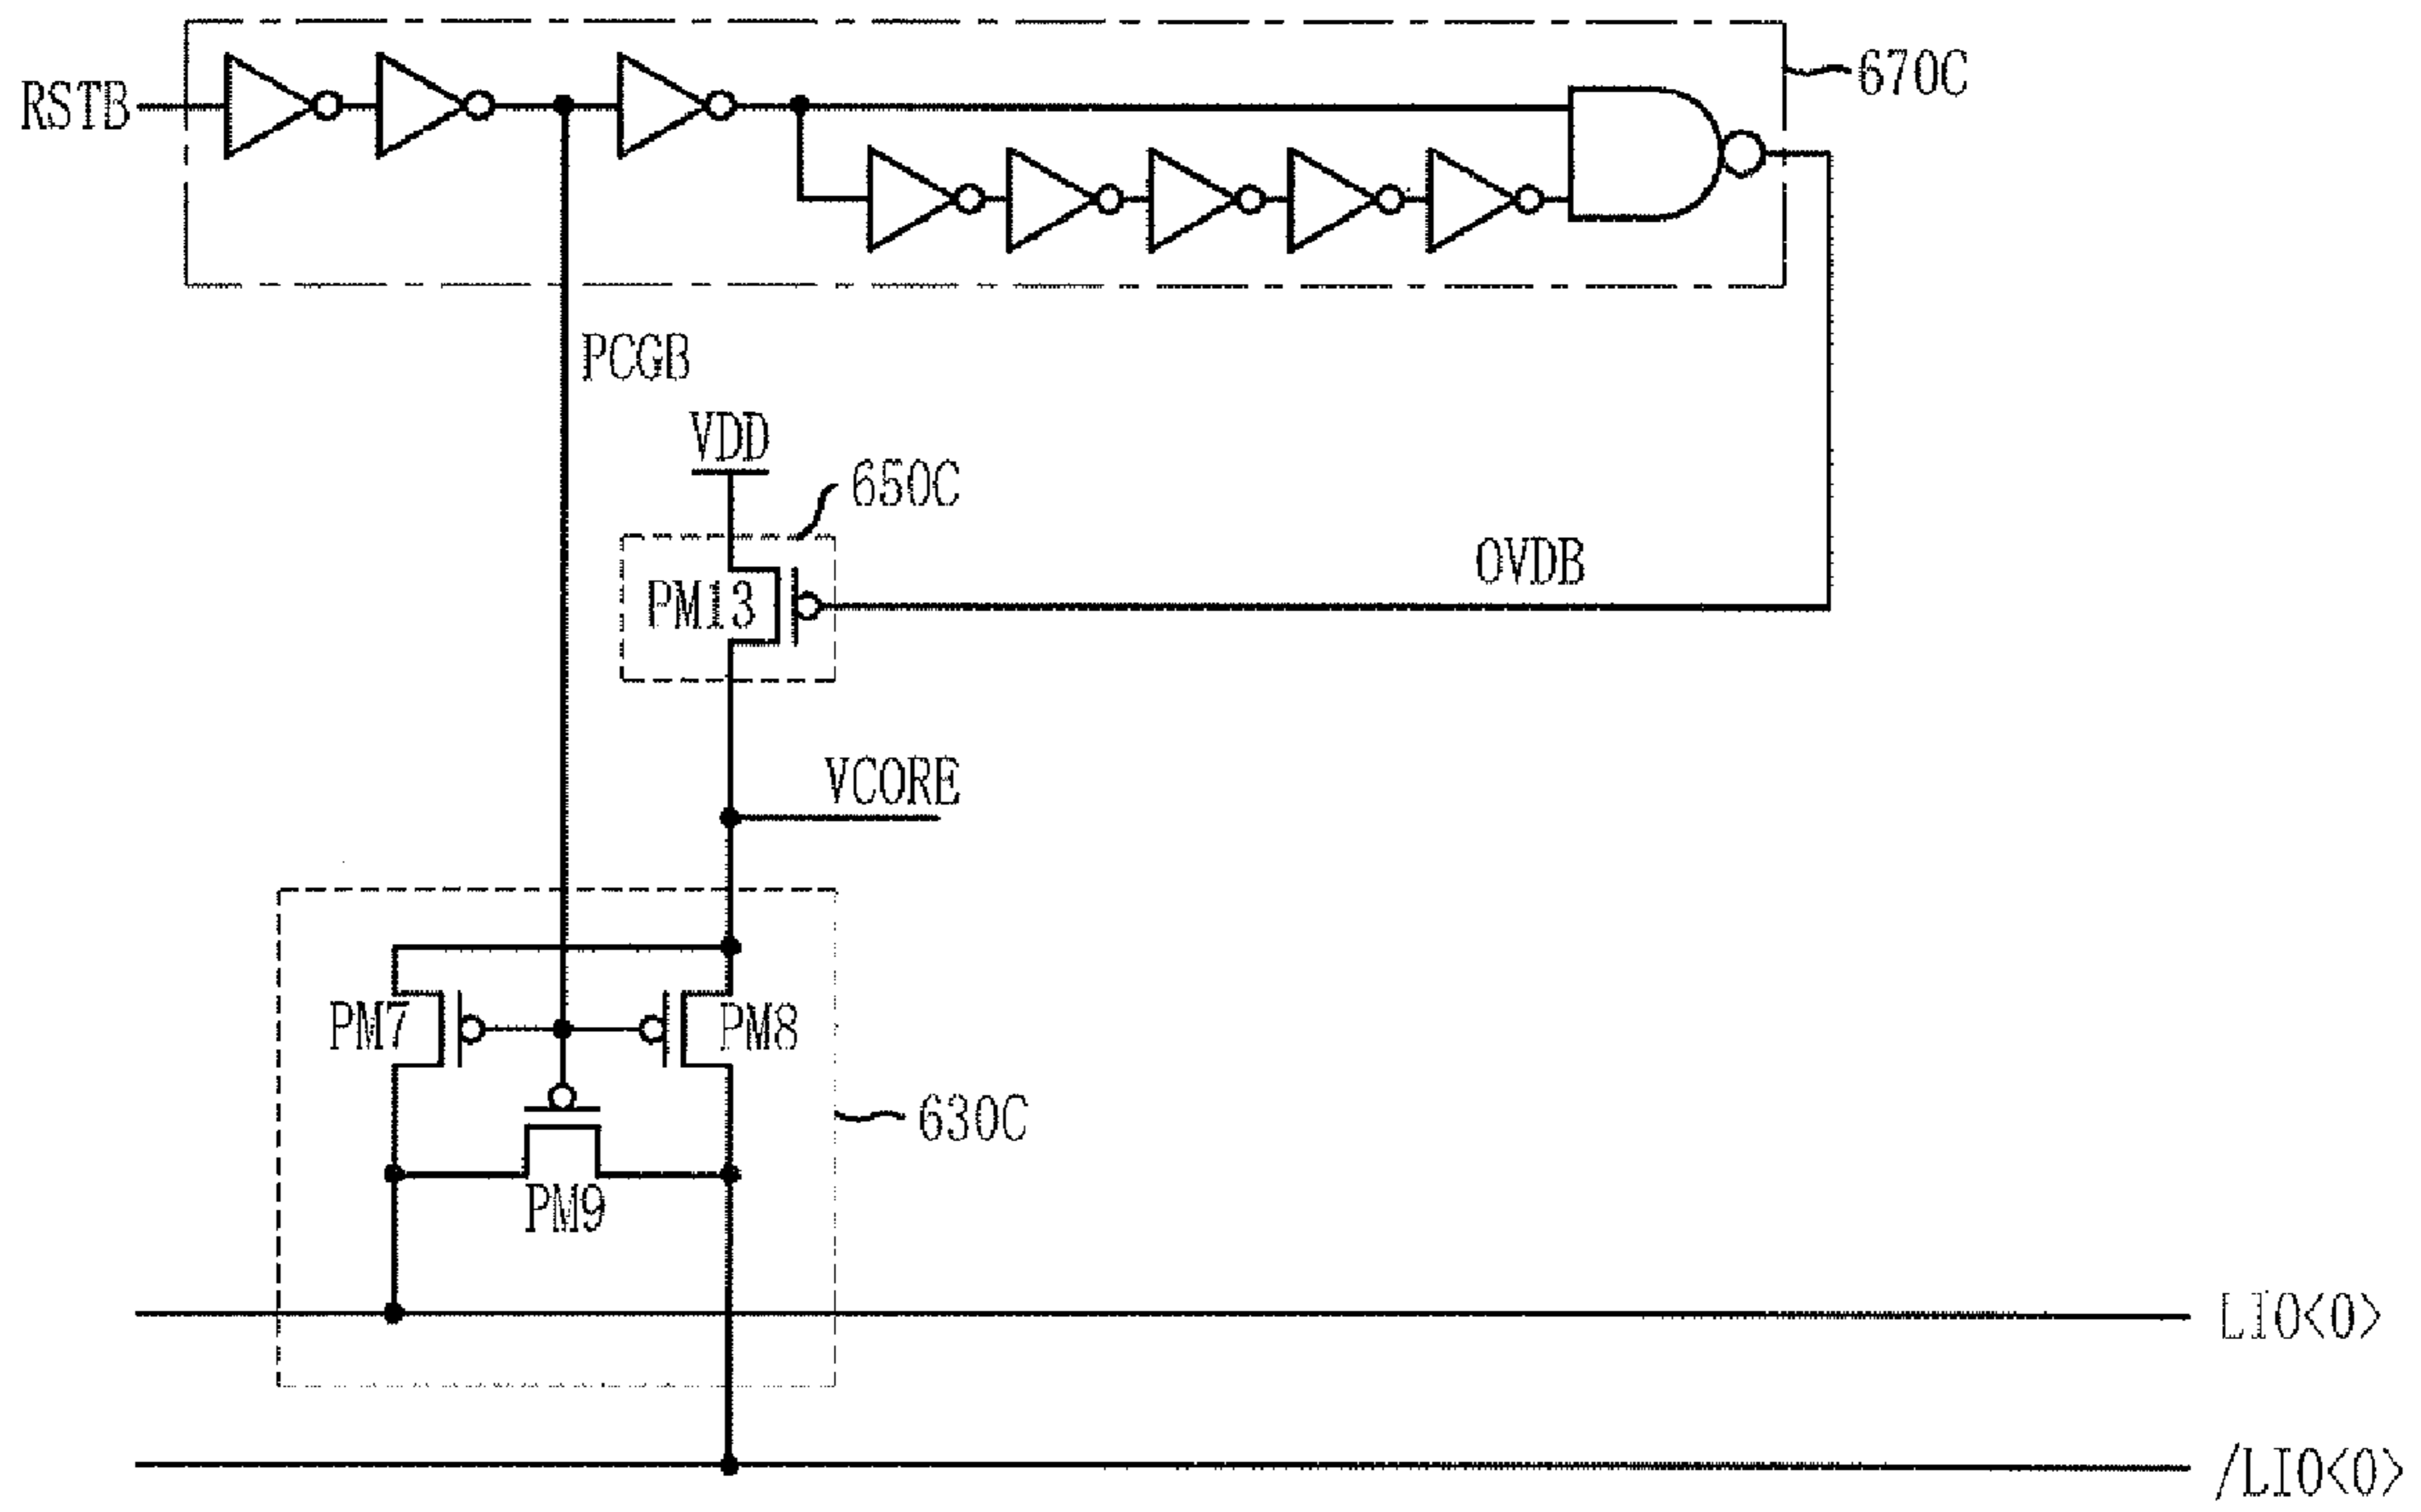 RSTB
670C
PCGB
VDD
650C
PM13
OVDB
VCORE
PM7
PM8
630C
PM9
LIO<0>
/LIO<0>